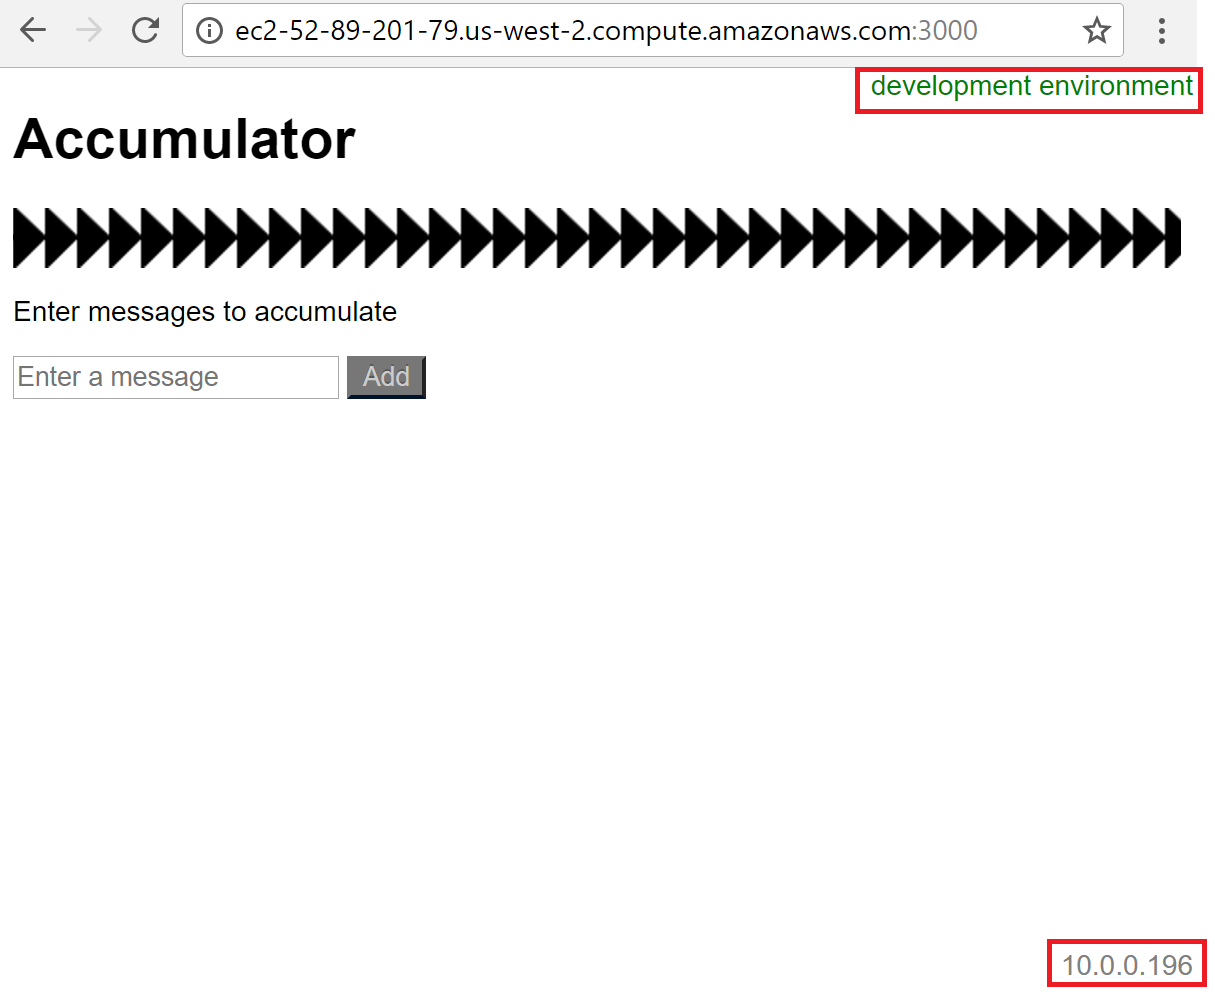 ec2-52-89-201-79.us-west-2.compute.amazonaws.com:3000
development environment
Accumulator
Enter messages to accumulate
Enter a message Add
10.0.0.196